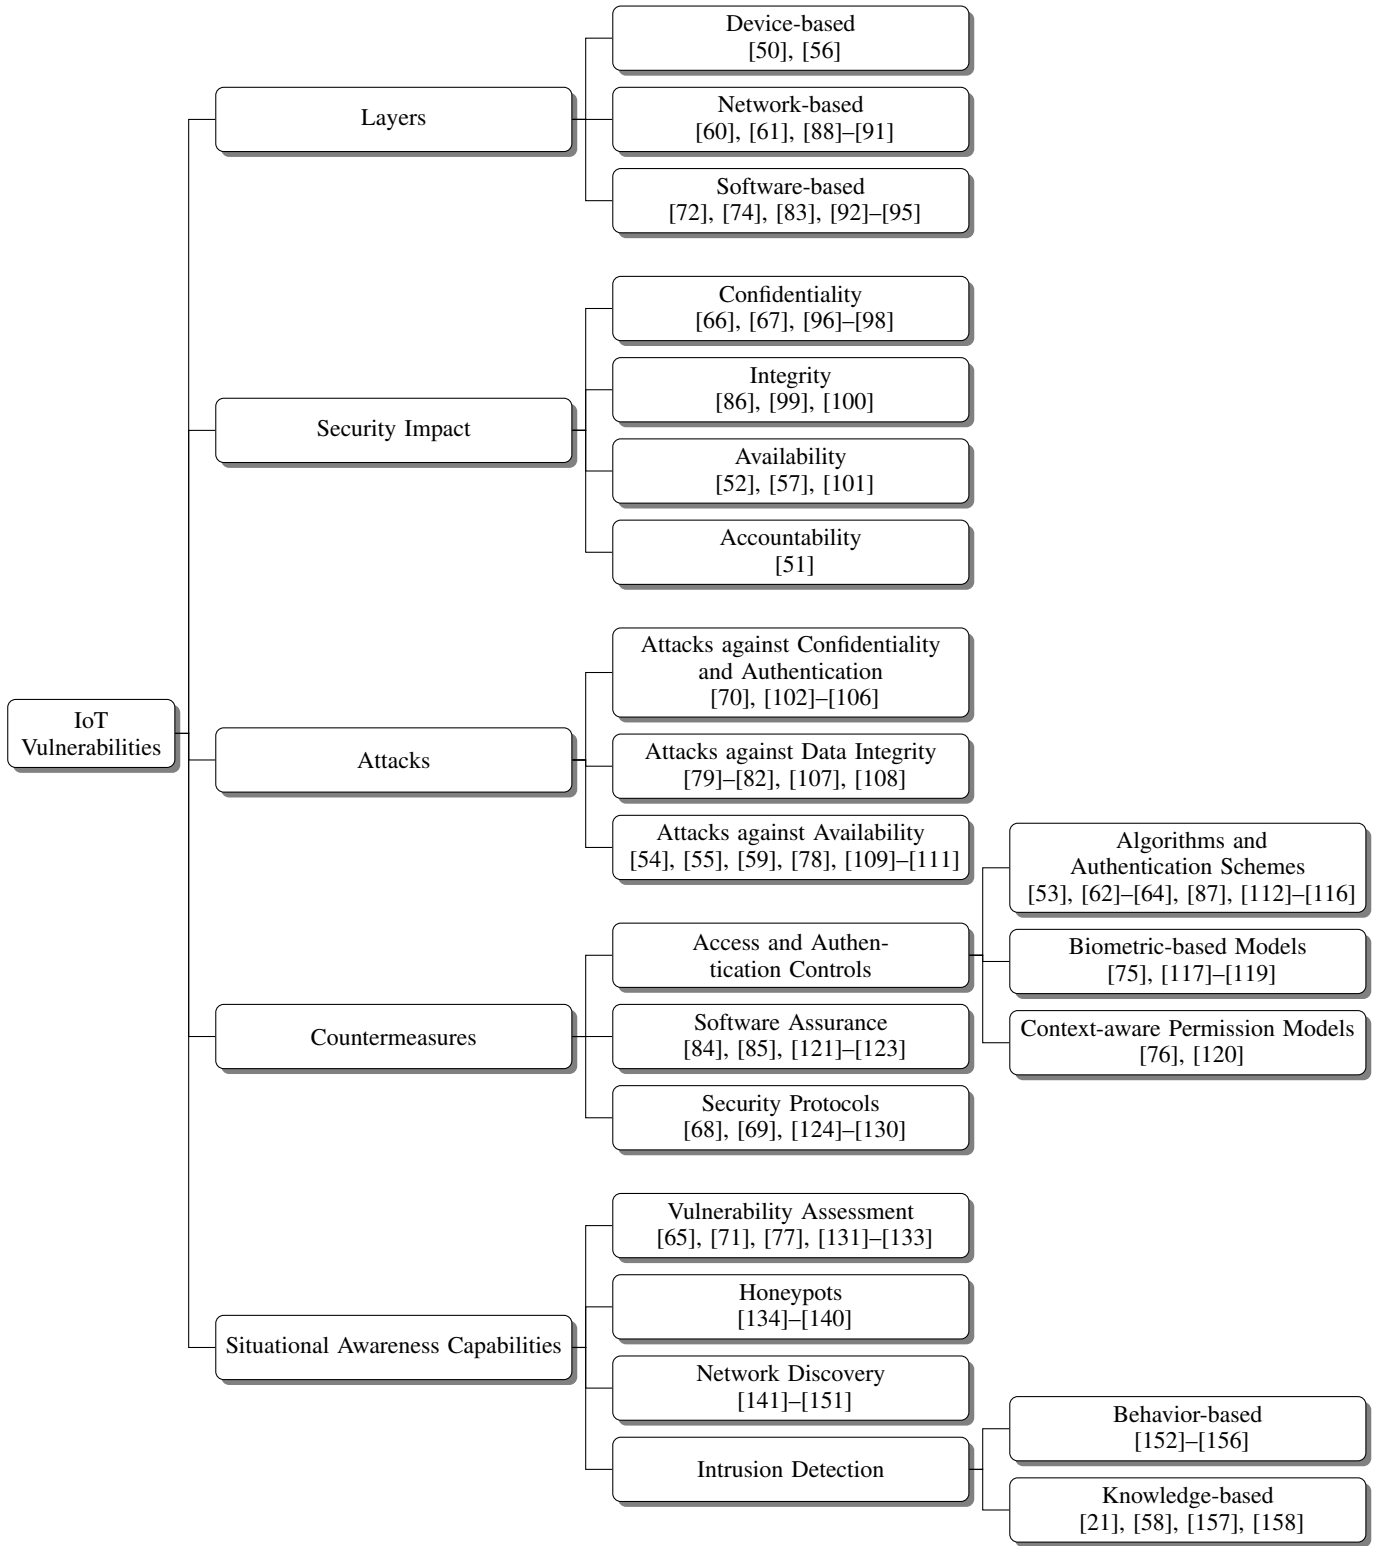 IoT
Vulnerabilities
Layers
Device-based
[50], [56]
Network-based
[60], [61], [88]–[91]
Software-based
[72], [74], [83], [92]–[95]
Security Impact
Confidentiality
[66], [67], [96]–[98]
Integrity
[86], [99], [100]
Availability
[52], [57], [101]
Accountability
[51]
Attacks
Attacks against Confidentiality
and Authentication
[70], [102]–[106]
Attacks against Data Integrity
[79]–[82], [107], [108]
Attacks against Availability
[54], [55], [59], [78], [109]–[111]
Countermeasures
Access and Authen-
tication Controls
Algorithms and
Authentication Schemes
[53], [62]–[64], [87], [112]–[116]
Biometric-based Models
[75], [117]–[119]
Context-aware Permission Models
[76], [120]
Software Assurance
[84], [85], [121]–[123]
Security Protocols
[68], [69], [124]–[130]
Situational Awareness Capabilities
Vulnerability Assessment
[65], [71], [77], [131]–[133]
Honeypots
[134]–[140]
Network Discovery
[141]–[151]
Intrusion Detection
Behavior-based
[152]–[156]
Knowledge-based
[21], [58], [157], [158]